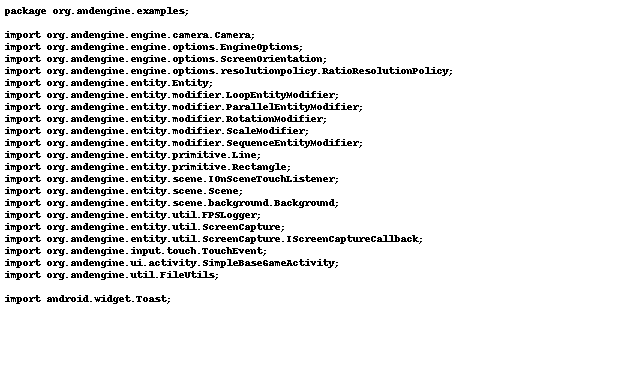 package org.andengine.examples;

import org.andengine.engine.camera.Camera;
import org.andengine.engine.options.EngineOptions;
import org.andengine.engine.options.ScreenOrientation;
import org.andengine.engine.options.resolutionpolicy.RatioResolutionPolicy;
import org.andengine.entity.Entity;
import org.andengine.entity.modifier.LoopEntityModifier;
import org.andengine.entity.modifier.ParallelEntityModifier;
import org.andengine.entity.modifier.RotationModifier;
import org.andengine.entity.modifier.ScaleModifier;
import org.andengine.entity.modifier.SequenceEntityModifier;
import org.andengine.entity.primitive.Line;
import org.andengine.entity.primitive.Rectangle;
import org.andengine.entity.scene.IOnSceneTouchListener;
import org.andengine.entity.scene.Scene;
import org.andengine.entity.scene.background.Background;
import org.andengine.entity.util.FPSLogger;
import org.andengine.entity.util.ScreenCapture;
import org.andengine.entity.util.ScreenCapture.IScreenCaptureCallback;
import org.andengine.input.touch.TouchEvent;
import org.andengine.ui.activity.SimpleBaseGameActivity;
import org.andengine.util.FileUtils;

import android.widget.Toast;